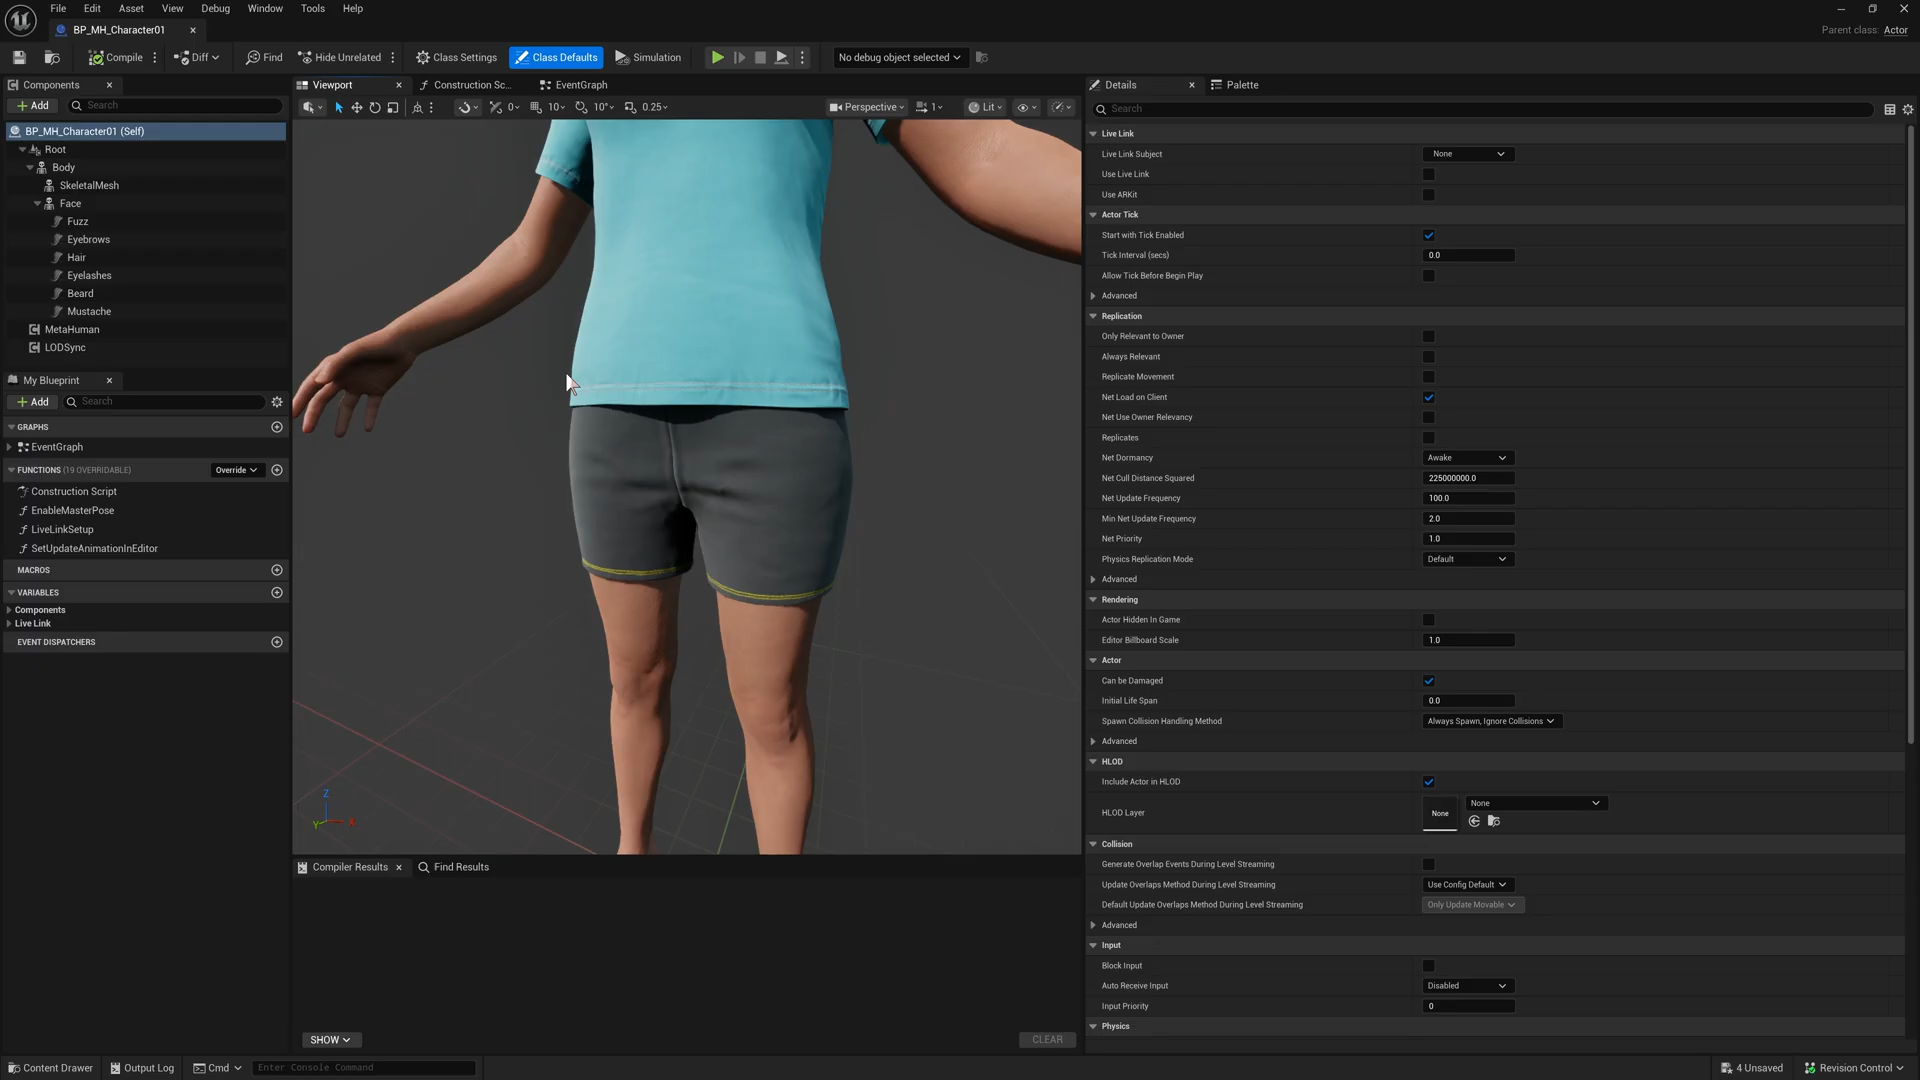 File Edit Asset View Debug Window Tools Help
BP_MH_Character01
Parent class: Actor
Compile Diff Find Hide Unrelated Class Settings Class Defaults Simulation No debug object selected
Components
Add Search
BP_MH_Character01 (Self)
Root
Body
SkeletalMesh
Face
Fuzz
Eyebrows
Hair
Eyelashes
Beard
Mustache
MetaHuman
LODSync
My Blueprint
Add Search
GRAPHS
EventGraph
FUNCTIONS (19 OVERRIDABLE) Override
Construction Script
EnableMasterPose
LiveLinkSetup
SetUpdateAnimationInEditor
MACROS
VARIABLES
Components
Live Link
EVENT DISPATCHERS
Viewport Construction Sc... EventGraph
0 10 10° 0.25 Perspective 1 Lit
Z
Y X
Compiler Results Find Results
SHOW CLEAR
Details Palette
Search
Live Link
Live Link Subject None
Use Live Link
Use ARKit
Actor Tick
Start with Tick Enabled
Tick Interval (secs) 0.0
Allow Tick Before Begin Play
Advanced
Replication
Only Relevant to Owner
Always Relevant
Replicate Movement
Net Load on Client
Net Use Owner Relevancy
Replicates
Net Dormancy Awake
Net Cull Distance Squared 225000000.0
Net Update Frequency 100.0
Min Net Update Frequency 2.0
Net Priority 1.0
Physics Replication Mode Default
Advanced
Rendering
Actor Hidden In Game
Editor Billboard Scale 1.0
Actor
Can be Damaged
Initial Life Span 0.0
Spawn Collision Handling Method Always Spawn, Ignore Collisions
Advanced
HLOD
Include Actor in HLOD
HLOD Layer None None
Collision
Generate Overlap Events During Level Streaming
Update Overlaps Method During Level Streaming Use Config Default
Default Update Overlaps Method During Level Streaming Only Update Movable
Advanced
Input
Block Input
Auto Receive Input Disabled
Input Priority 0
Physics
Content Drawer Output Log Cmd Enter Console Command 4 Unsaved Revision Control